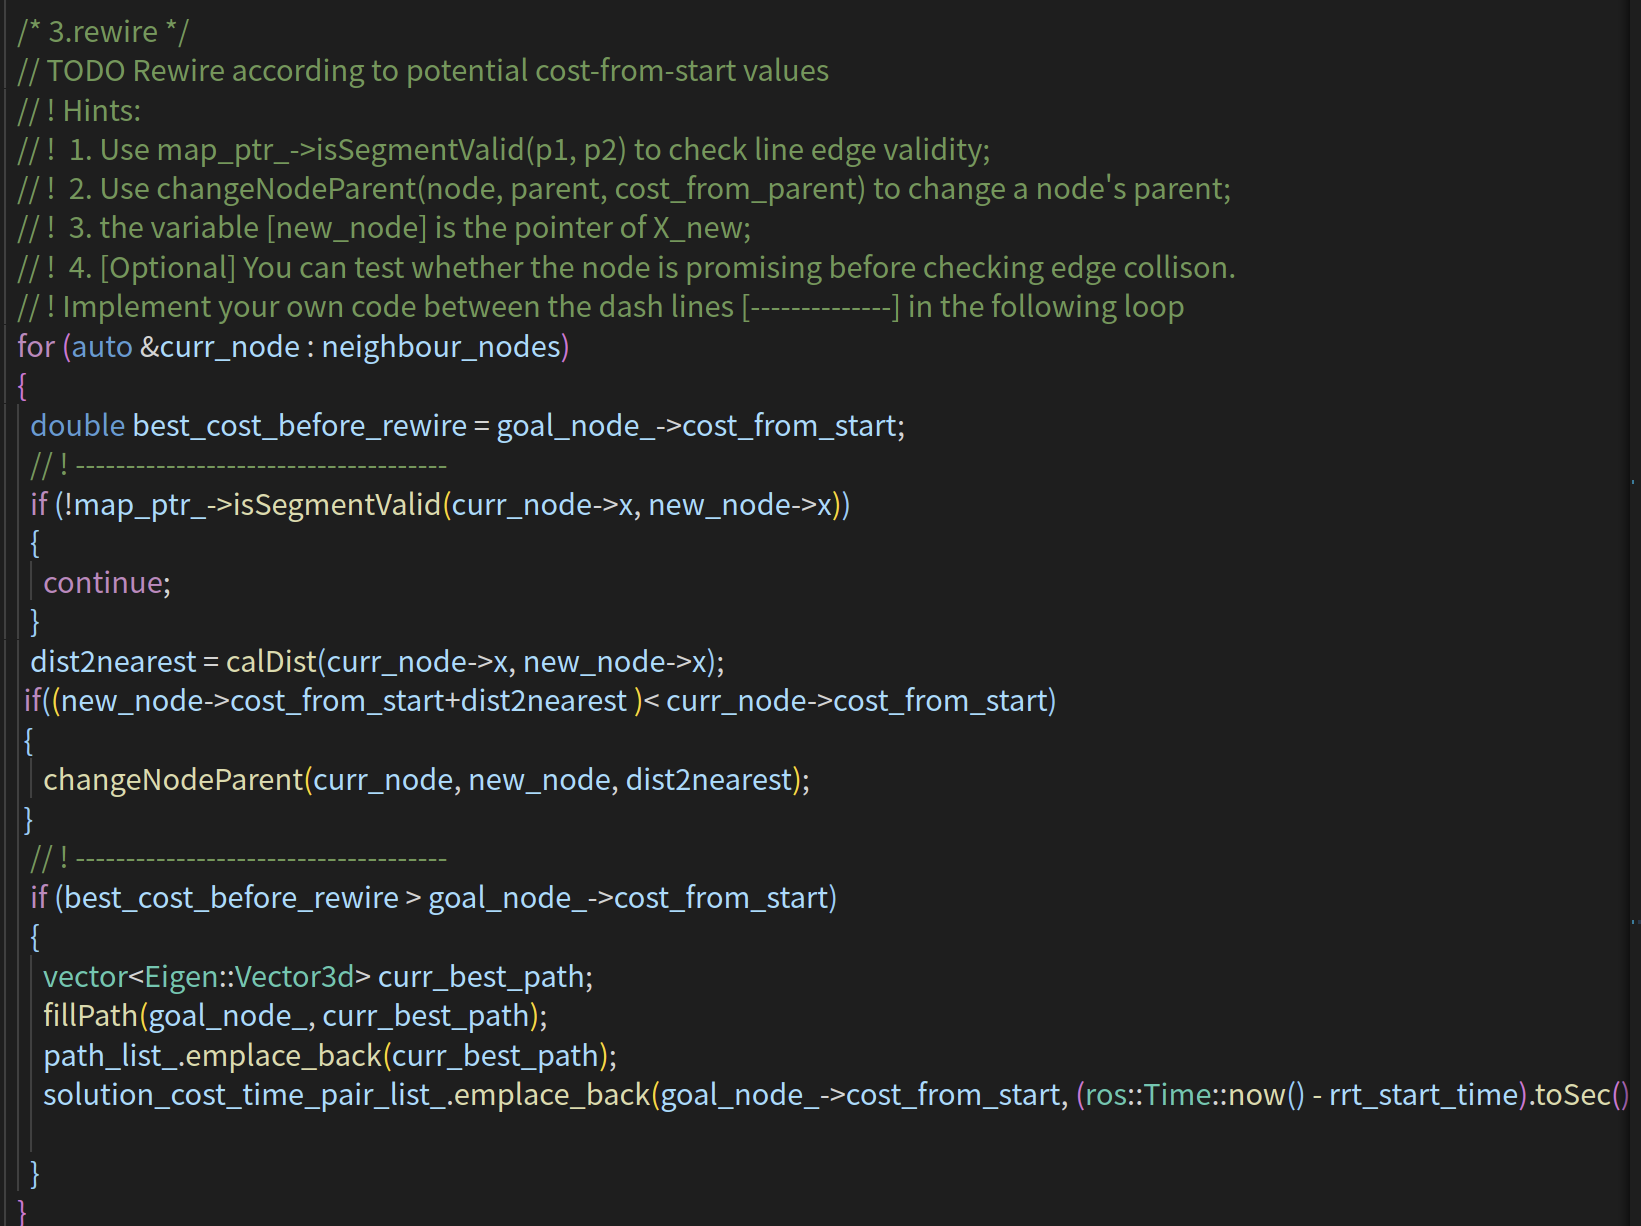 /* 3.rewire */
// TODO Rewire according to potential cost-from-start values
// ! Hints:
// !  1. Use map_ptr_->isSegmentValid(p1, p2) to check line edge validity;
// !  2. Use changeNodeParent(node, parent, cost_from_parent) to change a node's parent;
// !  3. the variable [new_node] is the pointer of X_new;
// !  4. [Optional] You can test whether the node is promising before checking edge collison.
// ! Implement your own code between the dash lines [--------------] in the following loop
for (auto &curr_node : neighbour_nodes)
{
double best_cost_before_rewire = goal_node_->cost_from_start;
// ! -------------------------------------
if (!map_ptr_->isSegmentValid(curr_node->x, new_node->x))
{
continue;
}
dist2nearest = calDist(curr_node->x, new_node->x);
if((new_node->cost_from_start+dist2nearest )< curr_node->cost_from_start)
{
changeNodeParent(curr_node, new_node, dist2nearest);
}
// ! -------------------------------------
if (best_cost_before_rewire > goal_node_->cost_from_start)
{
vector<Eigen::Vector3d> curr_best_path;
fillPath(goal_node_, curr_best_path);
path_list_.emplace_back(curr_best_path);
solution_cost_time_pair_list_.emplace_back(goal_node_->cost_from_start, (ros::Time::now() - rrt_start_time).toSec()
}
}